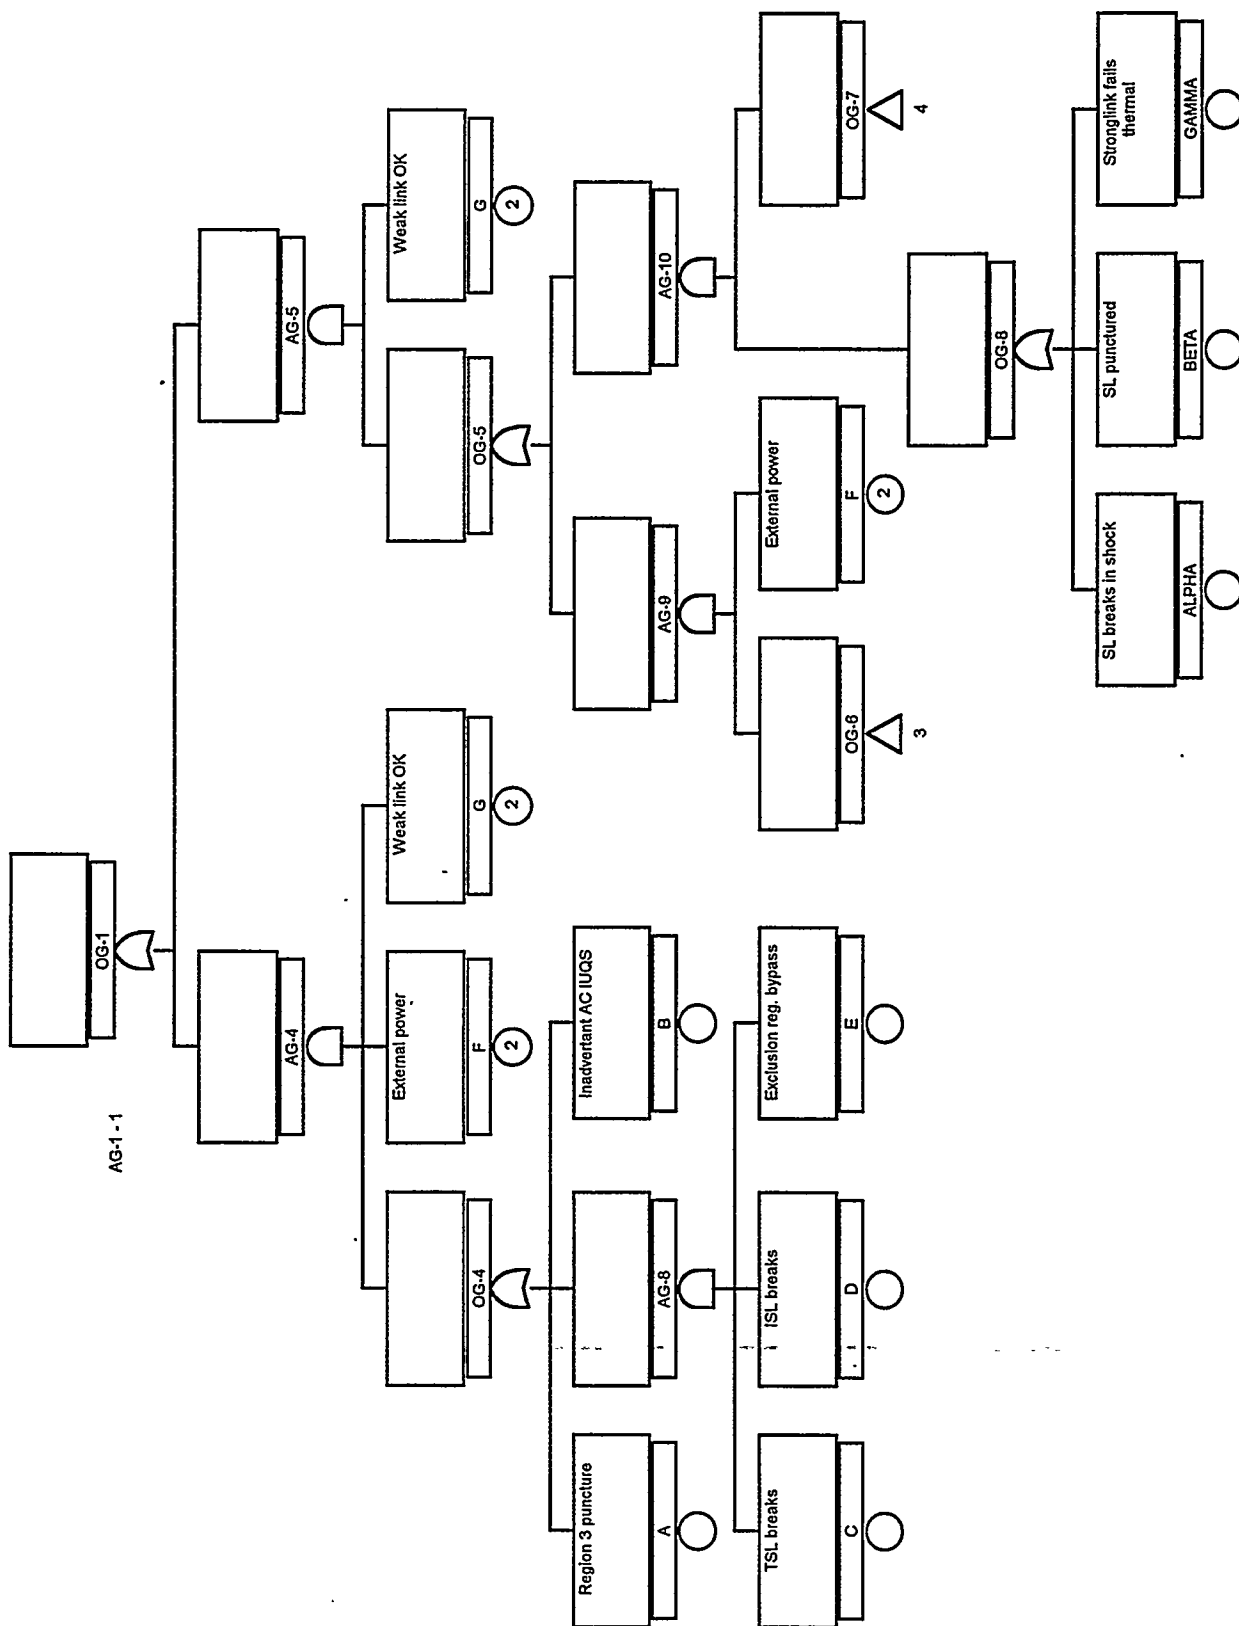 AG-1 - 1
OG-1
AG-4
AG-5
OG-4
External power
F
2
Weak link OK
G
2
OG-5
Weak link OK
G
2
Region 3 puncture
A
AG-8
Inadvertant AC IUQS
B
AG-9
AG-10
TSL breaks
C
ISL breaks
D
Exclusion reg. bypass
E
OG-6
3
External power
F
2
OG-7
4
OG-8
SL breaks in shock
ALPHA
SL punctured
BETA
Stronglink fails
thermal
GAMMA